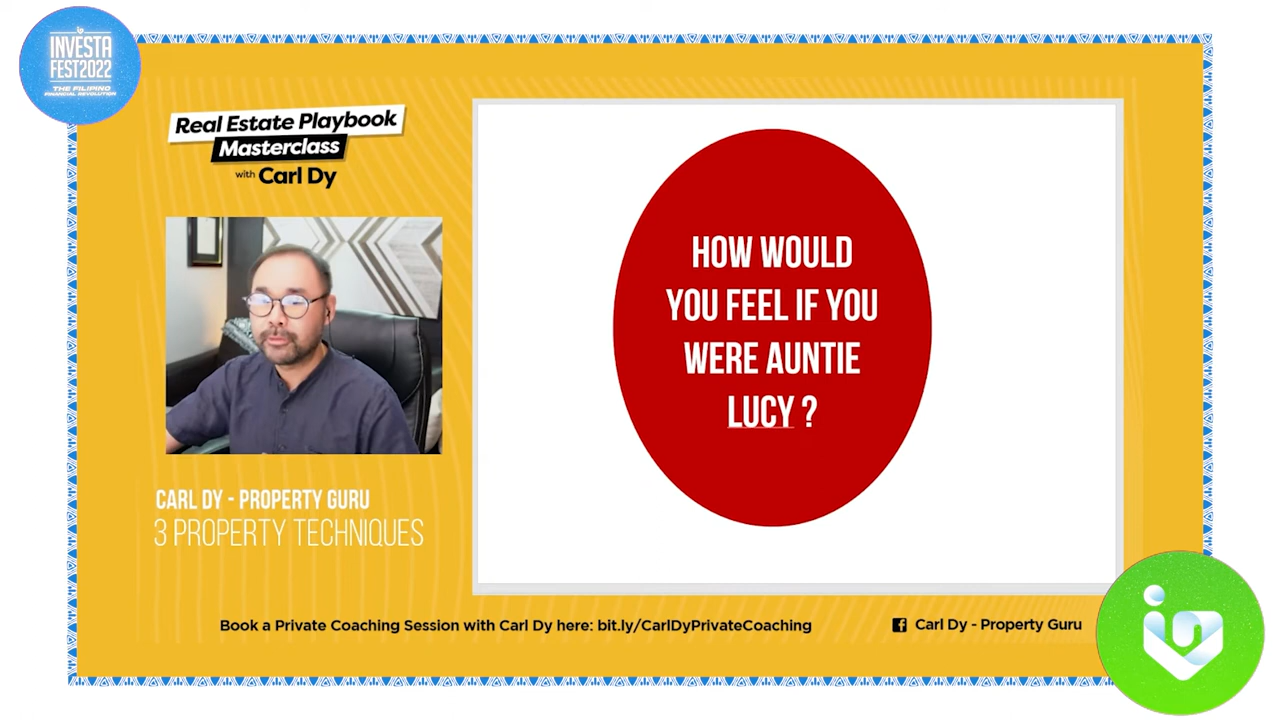 INVESTA
FEST2022
THE FILIPINO
FINANCIAL REVOLUTION
Real Estate Playbook
Masterclass
with Carl Dy
HOW WOULD
YOU FEEL IF YOU
WERE AUNTIE
LUCY ?
CARL DY - PROPERTY GURU
3 PROPERTY TECHNIQUES
Book a Private Coaching Session with Carl Dy here: bit.ly/CarlDyPrivateCoaching
Carl Dy - Property Guru